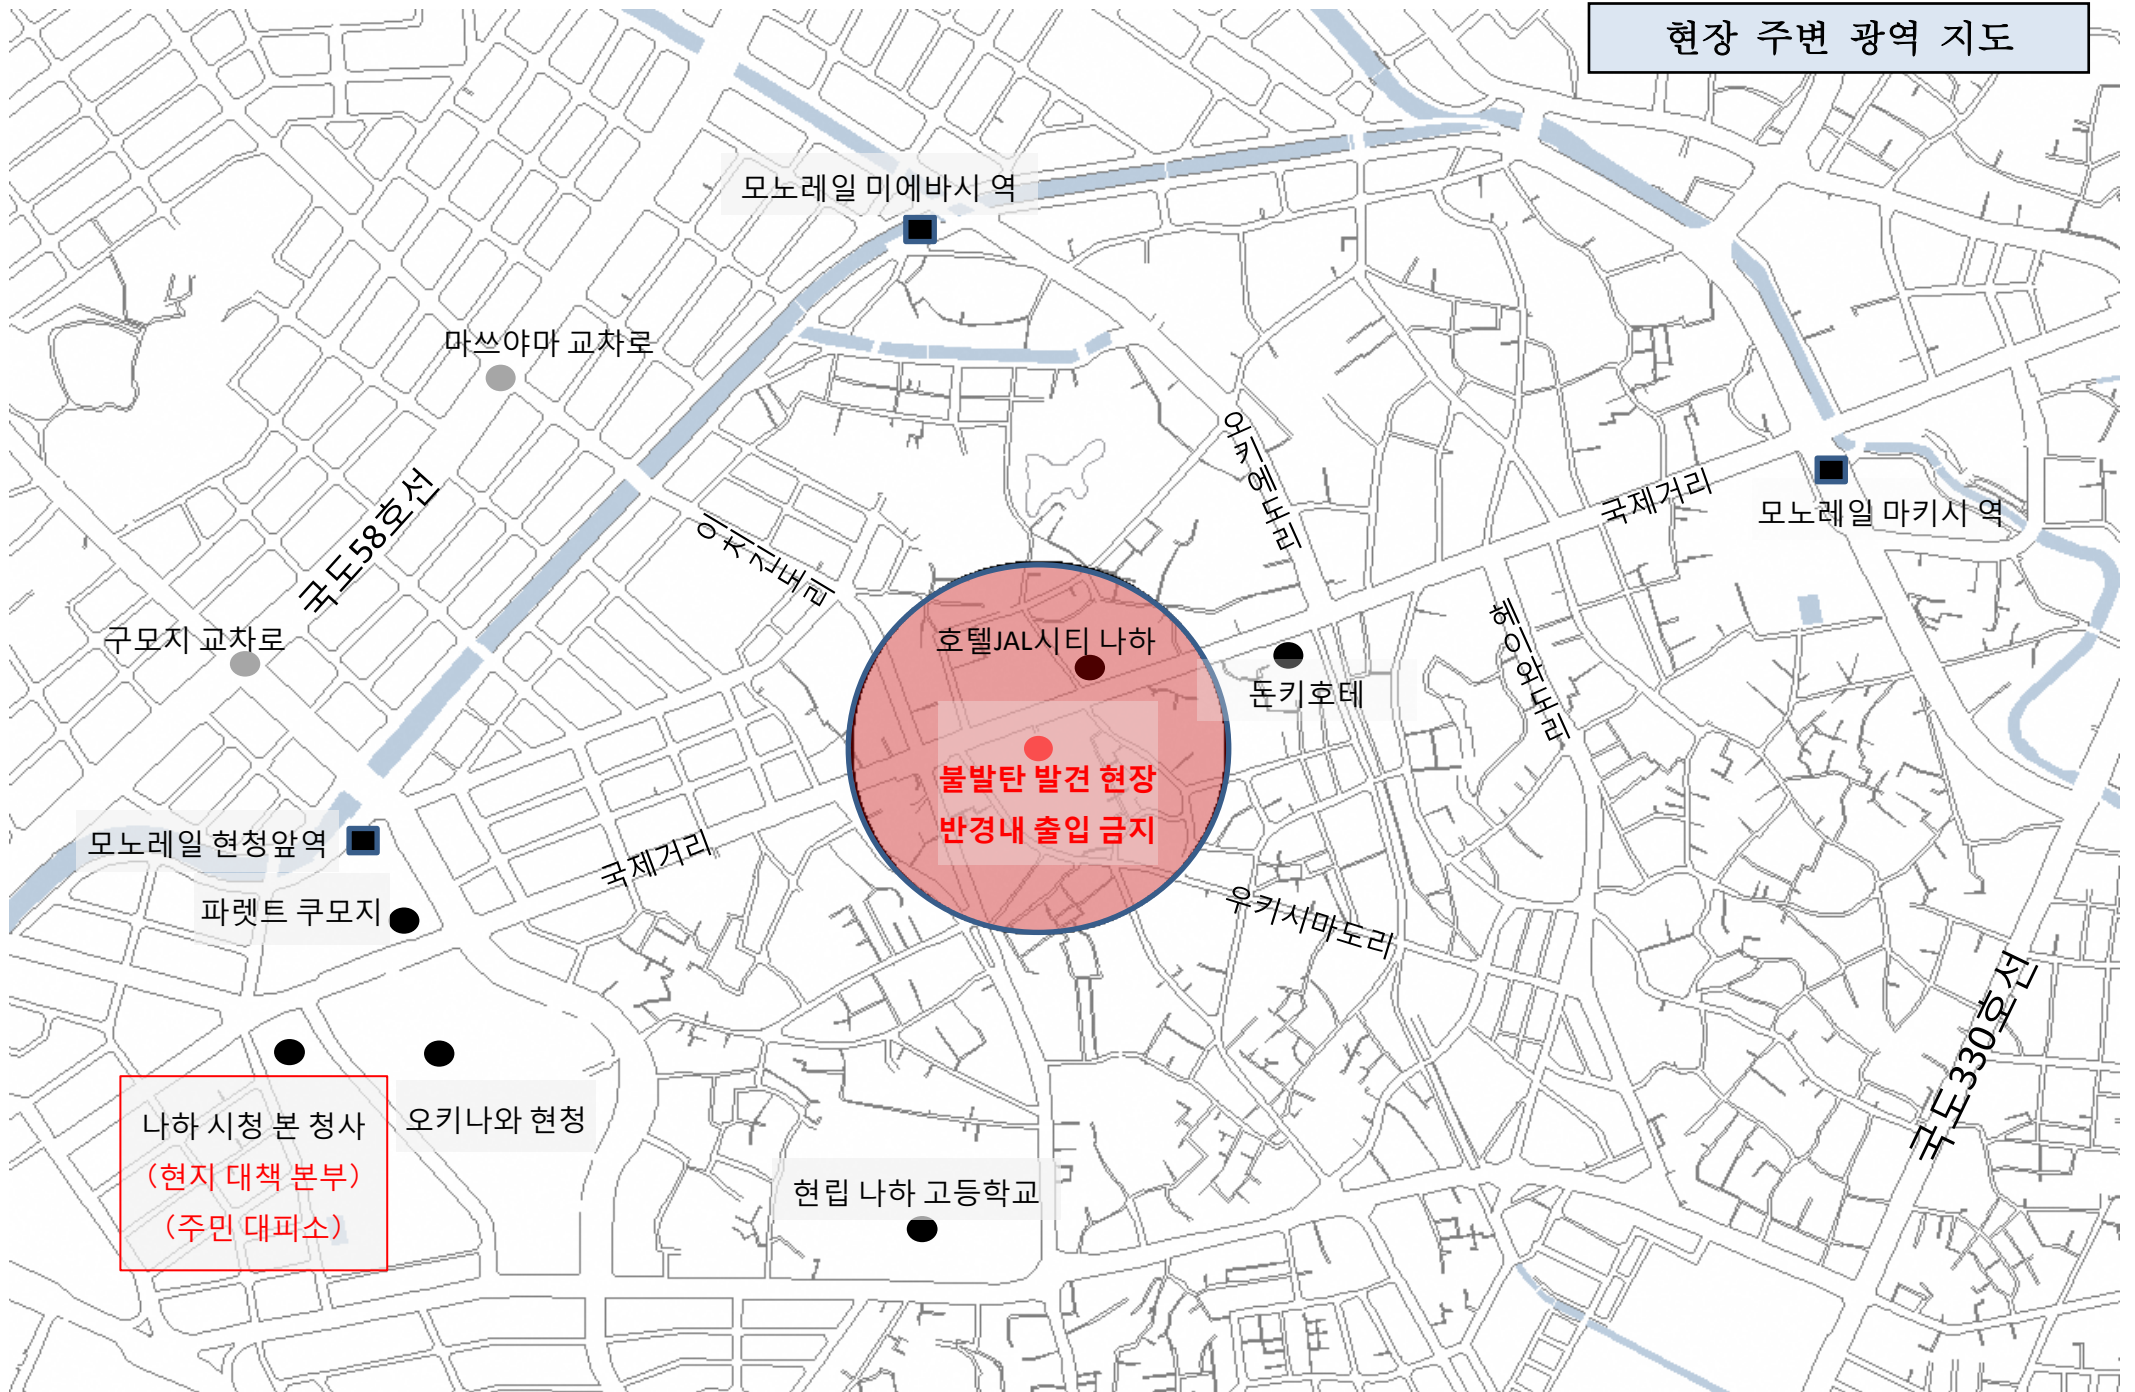 현장 주변 광역 지도
모노레일 미에바시 역
마쓰야마 교차로
국도58호선
이치긴도리
오키에도리
국제거리
모노레일 마키시 역
구모지 교차로
호텔JAL시티 나하
돈키호테
헤이와도리
불발탄 발견 현장
반경내 출입 금지
모노레일 현청앞역
국제거리
파렛트 쿠모지
우키시마도리
국도330호선
나하 시청 본 청사
(현지 대책 본부)
(주민 대피소)
오키나와 현청
현립 나하 고등학교